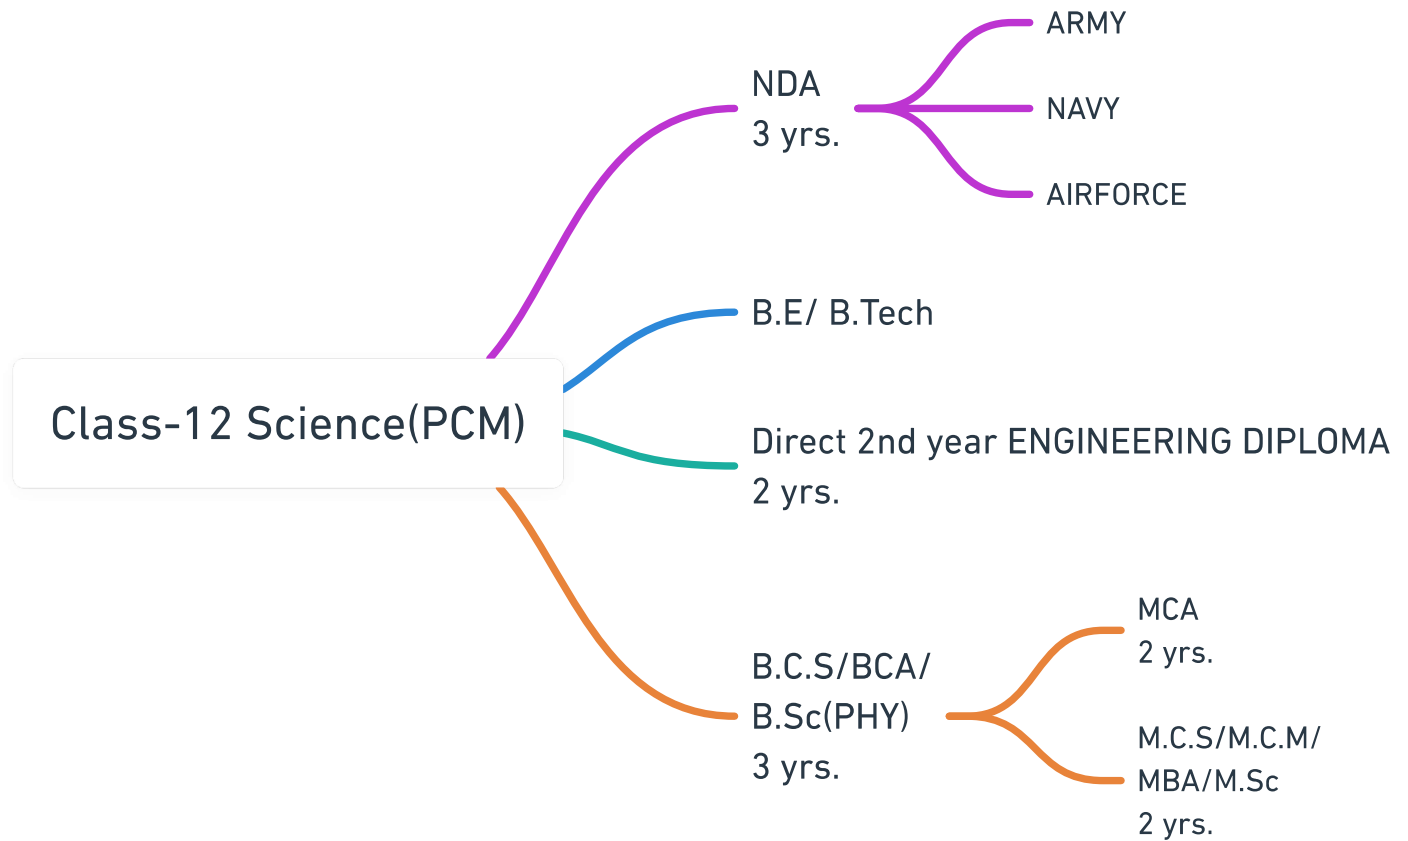 Class-12 Science(PCM)
NDA
3 yrs.
ARMY
NAVY
AIRFORCE
B.E/ B.Tech
Direct 2nd year ENGINEERING DIPLOMA
2 yrs.
B.C.S/BCA/
B.Sc(PHY)
3 yrs.
MCA
2 yrs.
M.C.S/M.C.M/
MBA/M.Sc
2 yrs.